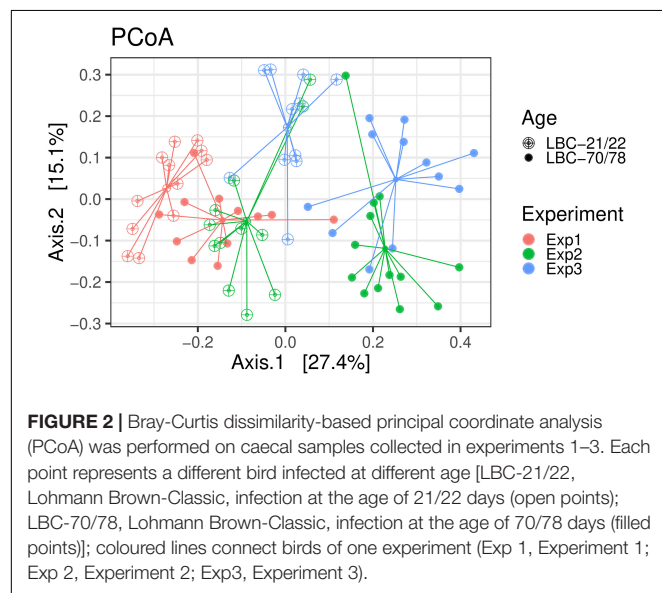 PCoA
0.3
0.2
0.1
0.0
−0.1
−0.2
−0.3
Axis.2 [15.1%]
−0.2
0.0
0.2
0.4
Axis.1 [27.4%]
Age
LBC−21/22
LBC−70/78
Experiment
Exp1
Exp2
Exp3
FIGURE 2 | Bray-Curtis dissimilarity-based principal coordinate analysis
(PCoA) was performed on caecal samples collected in experiments 1–3. Each
point represents a different bird infected at different age [LBC-21/22,
Lohmann Brown-Classic, infection at the age of 21/22 days (open points);
LBC-70/78, Lohmann Brown-Classic, infection at the age of 70/78 days (filled
points)]; coloured lines connect birds of one experiment (Exp 1, Experiment 1;
Exp 2, Experiment 2; Exp3, Experiment 3).